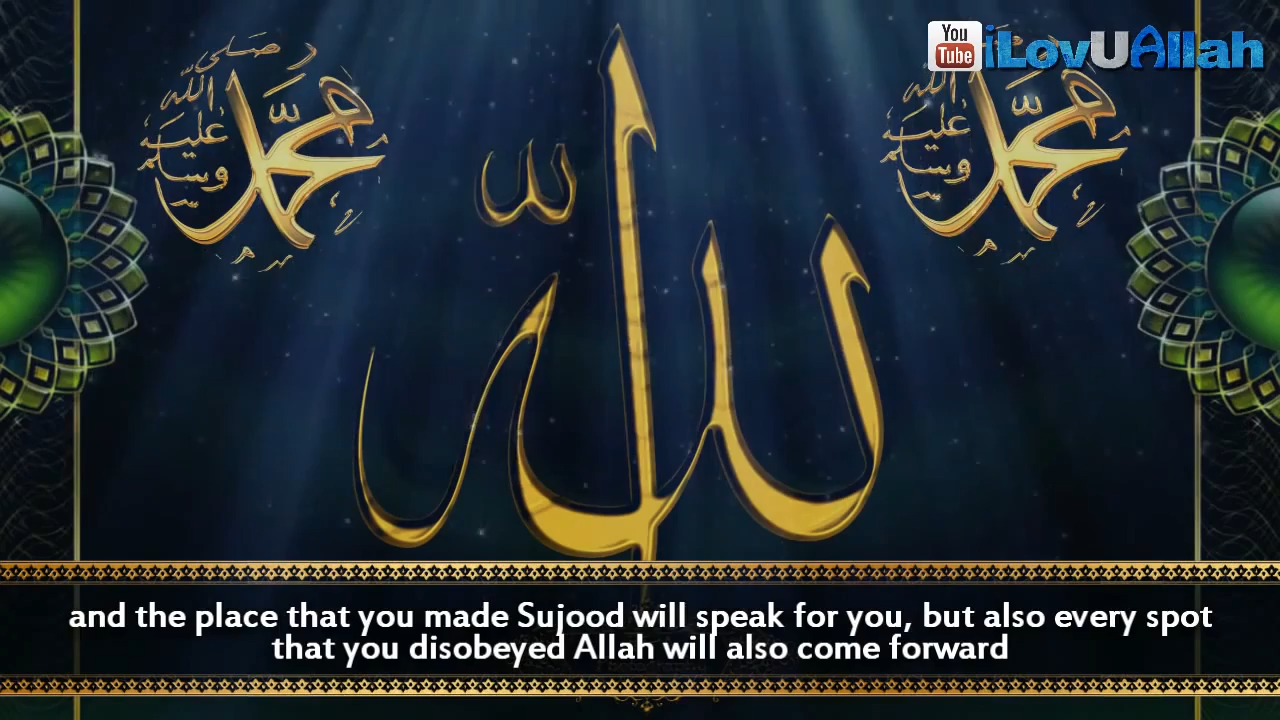 You
Tube
iLovUAllah
محمد
صلى الله عليه وسلم
الله
محمد
صلى الله عليه وسلم
and the place that you made Sujood will speak for you, but also every spot
that you disobeyed Allah will also come forward